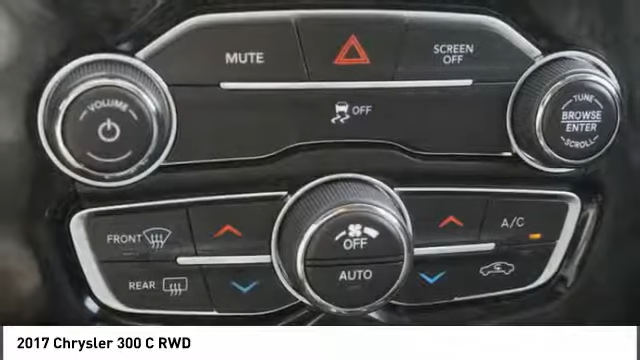 MUTE
SCREEN
OFF
VOLUME
OFF
TUNE
BROWSE
ENTER
SCROLL
FRONT
OFF
A/C
REAR
AUTO
2017 Chrysler 300 C RWD